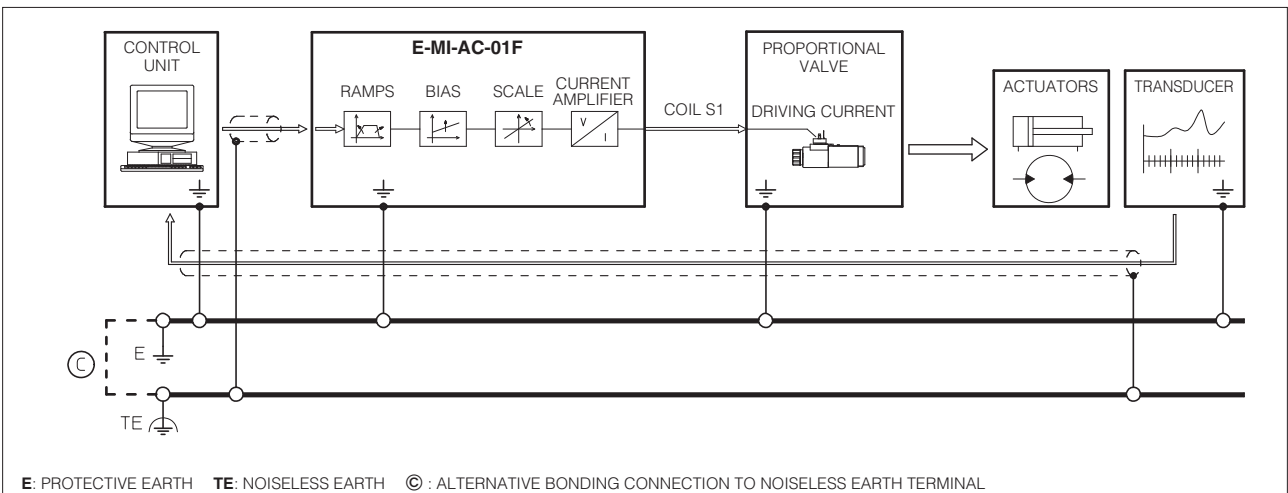 CONTROL
UNIT
E-MI-AC-01F
RAMPS
BIAS
SCALE
CURRENT
AMPLIFIER
V
I
COIL S1
PROPORTIONAL
VALVE
DRIVING CURRENT
ACTUATORS
TRANSDUCER
E
C
TE
E: PROTECTIVE EARTH TE: NOISELESS EARTH Ⓒ : ALTERNATIVE BONDING CONNECTION TO NOISELESS EARTH TERMINAL